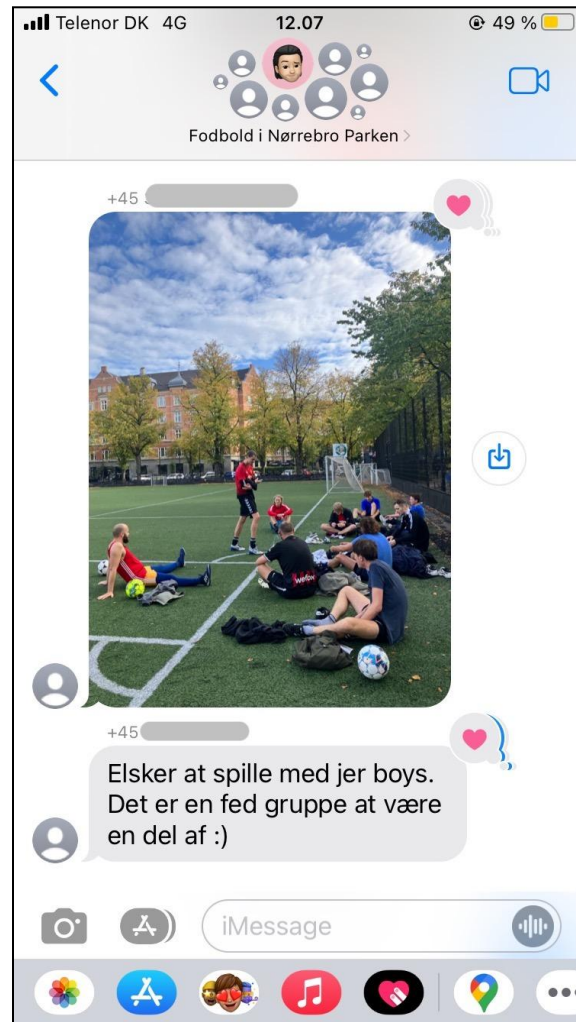 Telenor DK 4G 12.07 49 %
Fodbold i Nørrebro Parken
+45
wefox
+45
Elsker at spille med jer boys.
Det er en fed gruppe at være
en del af :)
iMessage